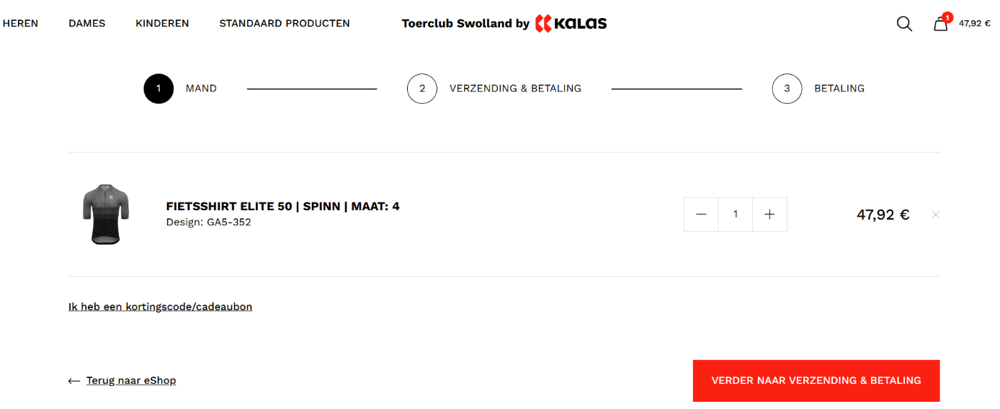 HEREN DAMES KINDEREN STANDAARD PRODUCTEN Toerclub Swolland by KALAS 1 47,92 €
1 MAND 2 VERZENDING & BETALING 3 BETALING
FIETSSHIRT ELITE 50 | SPINN | MAAT: 4
Design: GA5-352
1
47,92 €
Ik heb een kortingscode/cadeaubon
Terug naar eShop
VERDER NAAR VERZENDING & BETALING